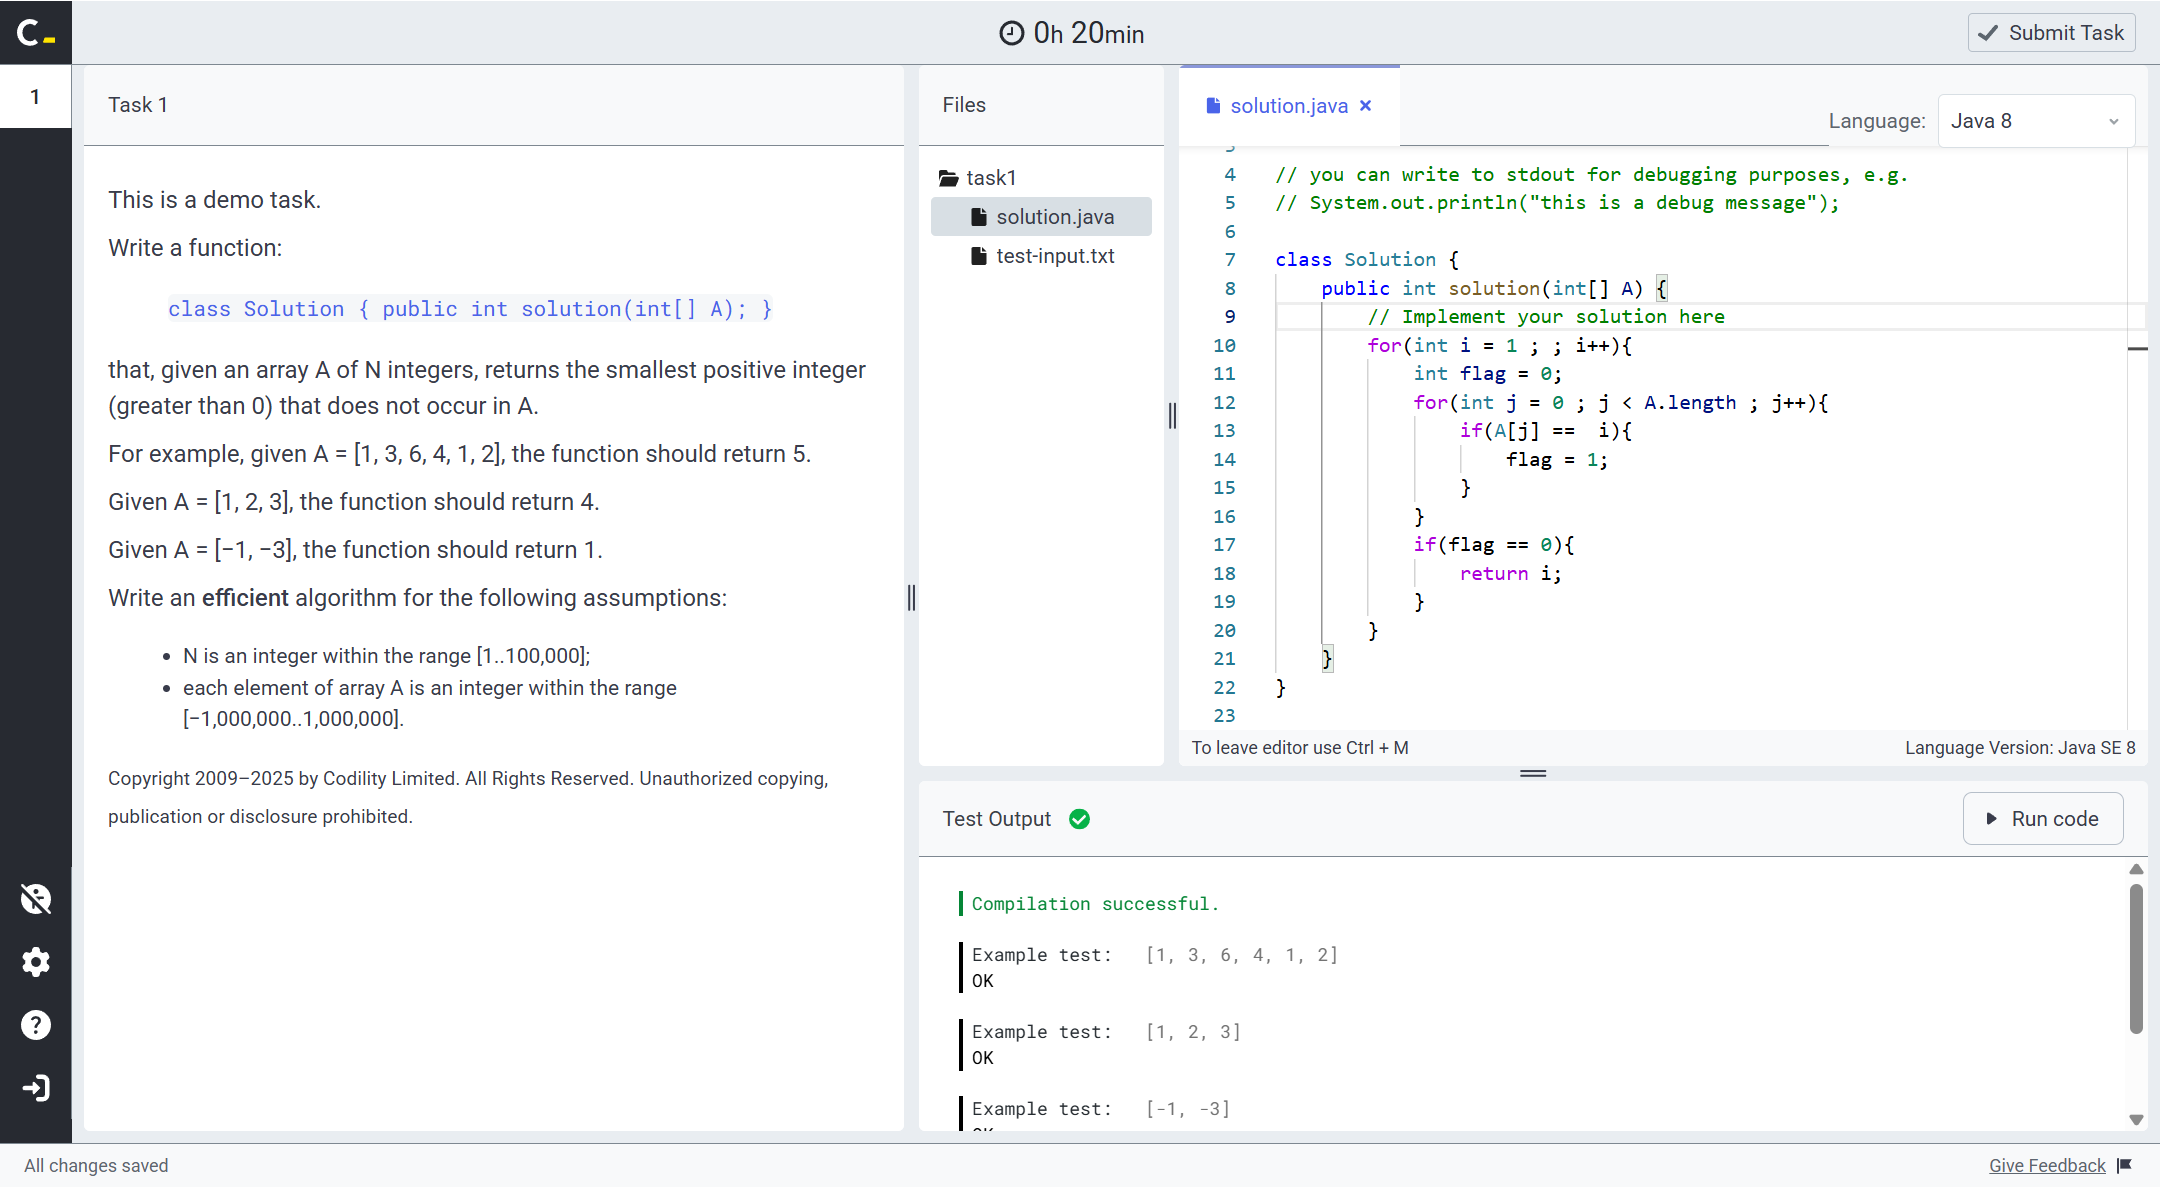 C_
0h 20min
Submit Task
1
Task 1
This is a demo task.
Write a function:
class Solution { public int solution(int[] A); }
that, given an array A of N integers, returns the smallest positive integer
(greater than 0) that does not occur in A.
For example, given A = [1, 3, 6, 4, 1, 2], the function should return 5.
Given A = [1, 2, 3], the function should return 4.
Given A = [−1, −3], the function should return 1.
Write an efficient algorithm for the following assumptions:
• N is an integer within the range [1..100,000];
• each element of array A is an integer within the range
[−1,000,000..1,000,000].
Copyright 2009–2025 by Codility Limited. All Rights Reserved. Unauthorized copying,
publication or disclosure prohibited.
Files
task1
solution.java
test-input.txt
solution.java ×
Language: Java 8
4 // you can write to stdout for debugging purposes, e.g.
5 // System.out.println("this is a debug message");
6
7 class Solution {
8 public int solution(int[] A) {
9 // Implement your solution here
10 for(int i = 1 ; ; i++){
11 int flag = 0;
12 for(int j = 0 ; j < A.length ; j++){
13 if(A[j] ==  i){
14 flag = 1;
15 }
16 }
17 if(flag == 0){
18 return i;
19 }
20 }
21 }
22 }
23
To leave editor use Ctrl + M
Language Version: Java SE 8
Test Output
Run code
Compilation successful.
Example test: [1, 3, 6, 4, 1, 2]
OK
Example test: [1, 2, 3]
OK
Example test: [-1, -3]
All changes saved
Give Feedback